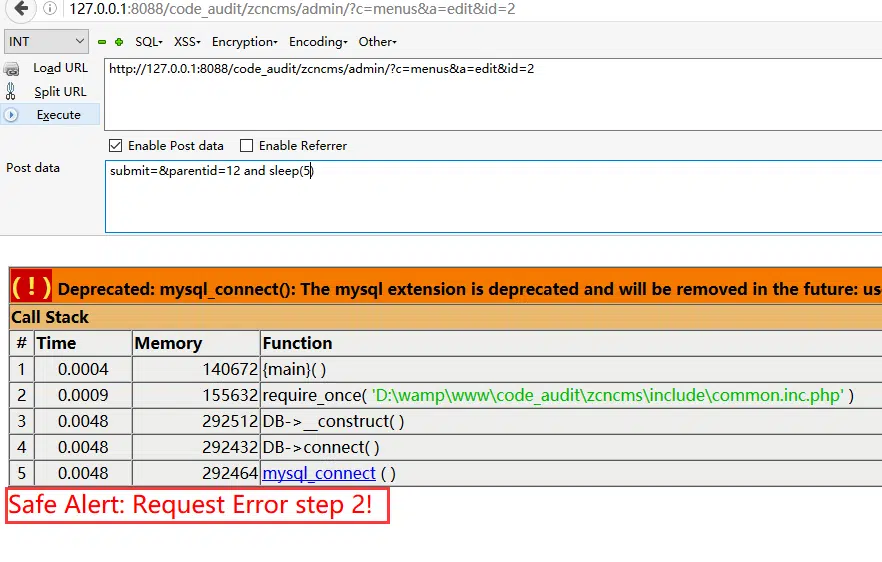 127.0.0.1:8088/code_audit/zcncms/admin/?c=menus&a=edit&id=2
INT SQL- XSS- Encryption- Encoding- Other-
Load URL http://127.0.0.1:8088/code_audit/zcncms/admin/?c=menus&a=edit&id=2
Split URL
Execute
Enable Post data Enable Referrer
Post data submit=&parentid=12 and sleep(5)
( ! ) Deprecated: mysql_connect(): The mysql extension is deprecated and will be removed in the future: us
Call Stack
# Time Memory Function
1 0.0004 140672 {main}( )
2 0.0009 155632 require_once( 'D:\wamp\www\code_audit\zcncms\include\common.inc.php' )
3 0.0048 292512 DB->__construct( )
4 0.0048 292432 DB->connect( )
5 0.0048 292464 mysql_connect ( )
Safe Alert: Request Error step 2!